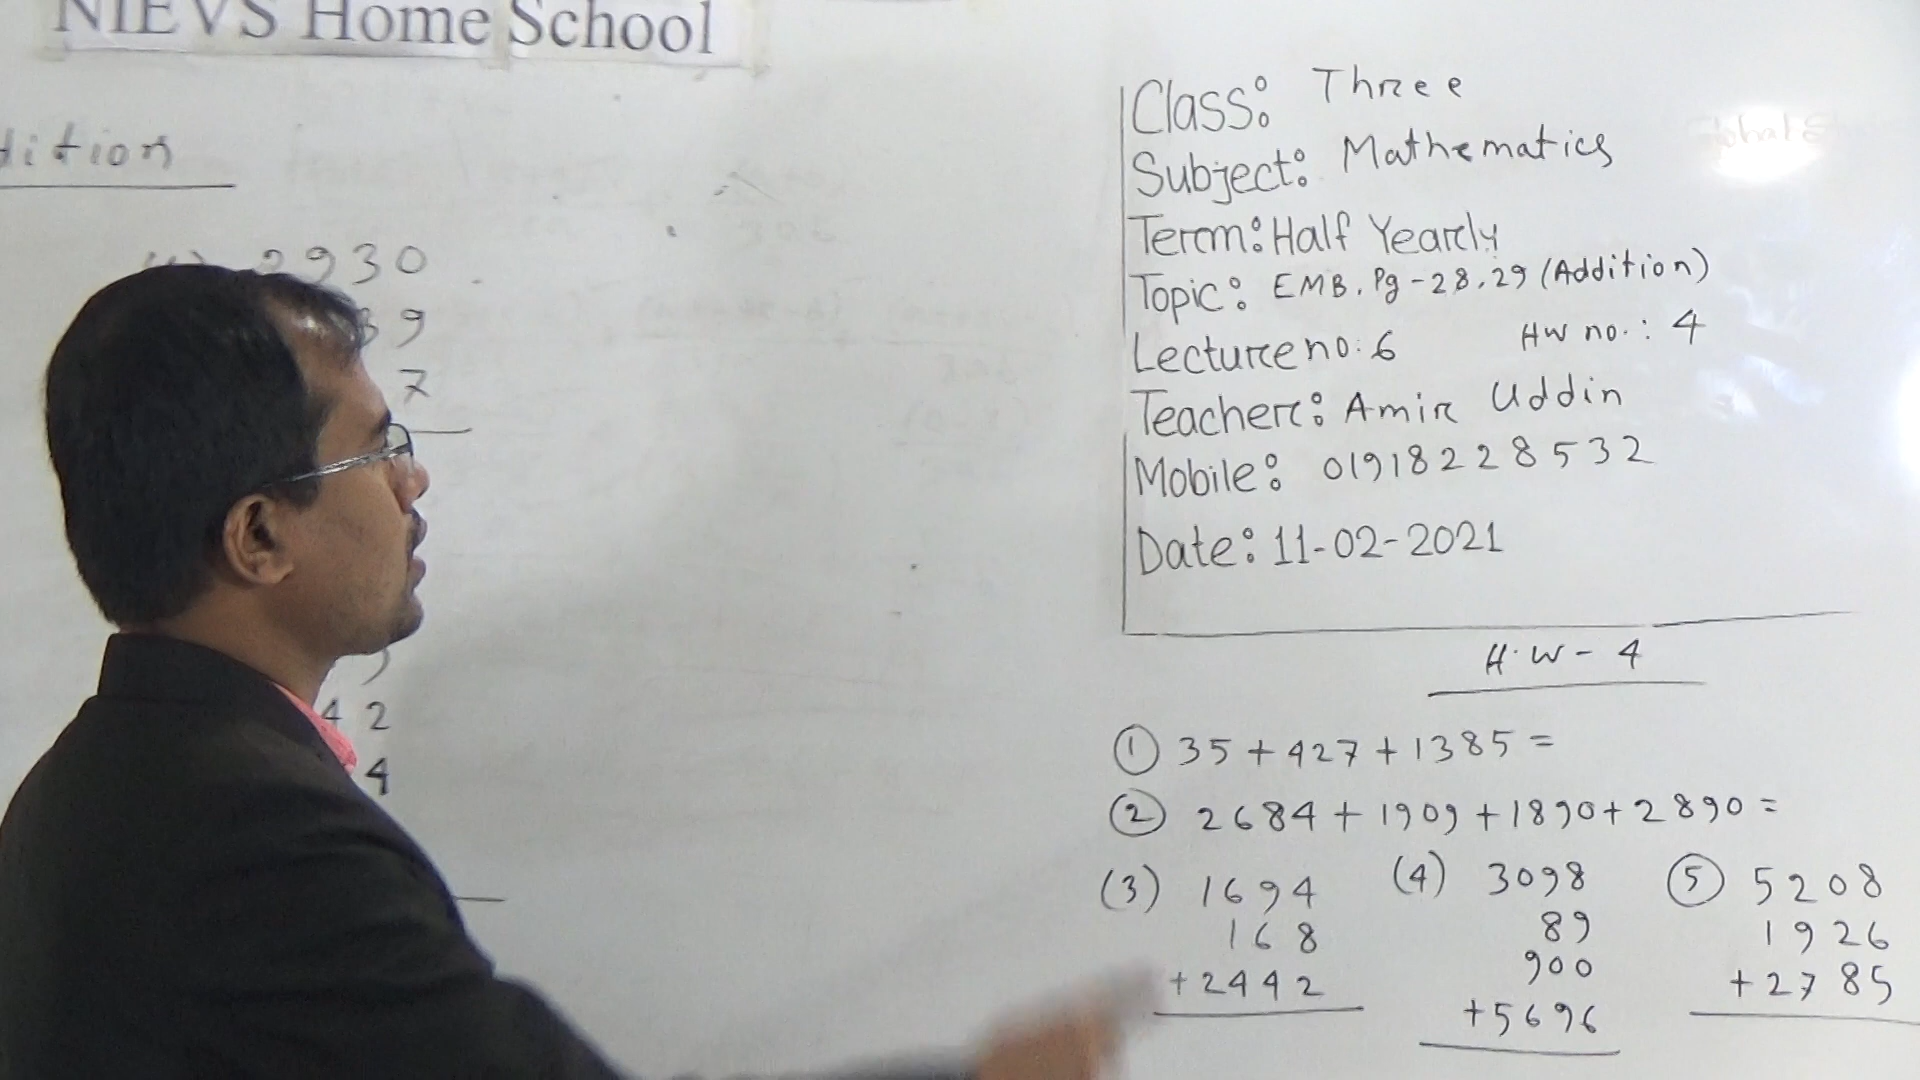 NIEVS Home School
dition
2930
39
7
42
4
Class: Three
Subject: Mathematics
Term: Half Yearly
Topic: EMB, Pg-28,29 (Addition)
Lecture no: 6 HW no.: 4
Teacher: Amir Uddin
Mobile: 01918228532
Date: 11-02-2021
H.W-4
① 35+427+1385=
② 2684+1909+1890+2890=
(3) 1694
168
+2442
(4) 3098
89
900
+5696
⑤ 5208
1926
+2785